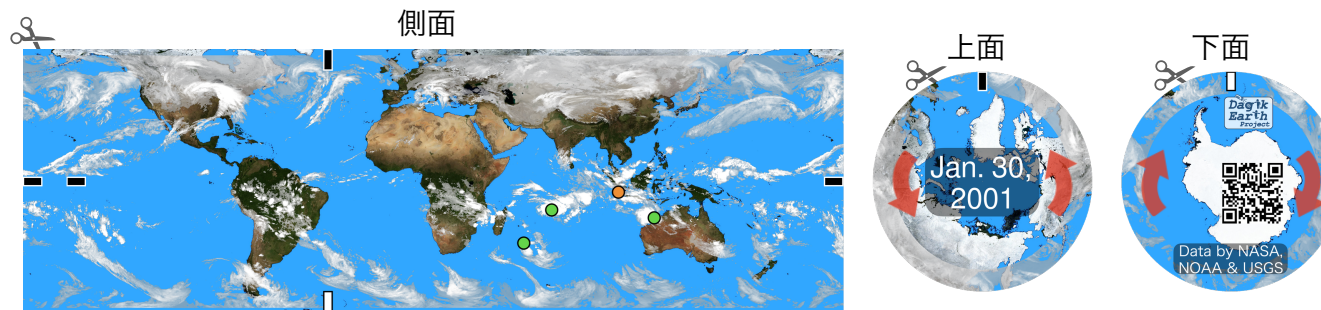 側面
上面
下面
Jan. 30,
2001
Dagik
Earth
Project
Data by NASA,
NOAA & USGS